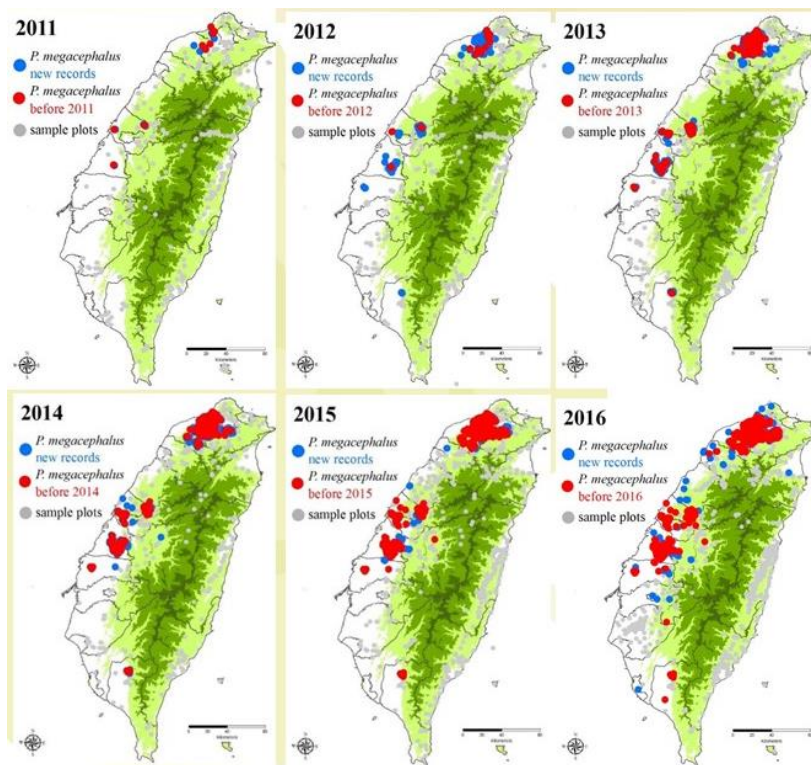 2011
P. megacephalus
new records
P. megacephalus
before 2011
sample plots
2012
P. megacephalus
new records
P. megacephalus
before 2012
sample plots
2013
P. megacephalus
new records
P. megacephalus
before 2013
sample plots
2014
P. megacephalus
new records
P. megacephalus
before 2014
sample plots
2015
P. megacephalus
new records
P. megacephalus
before 2015
sample plots
2016
P. megacephalus
new records
P. megacephalus
before 2016
sample plots